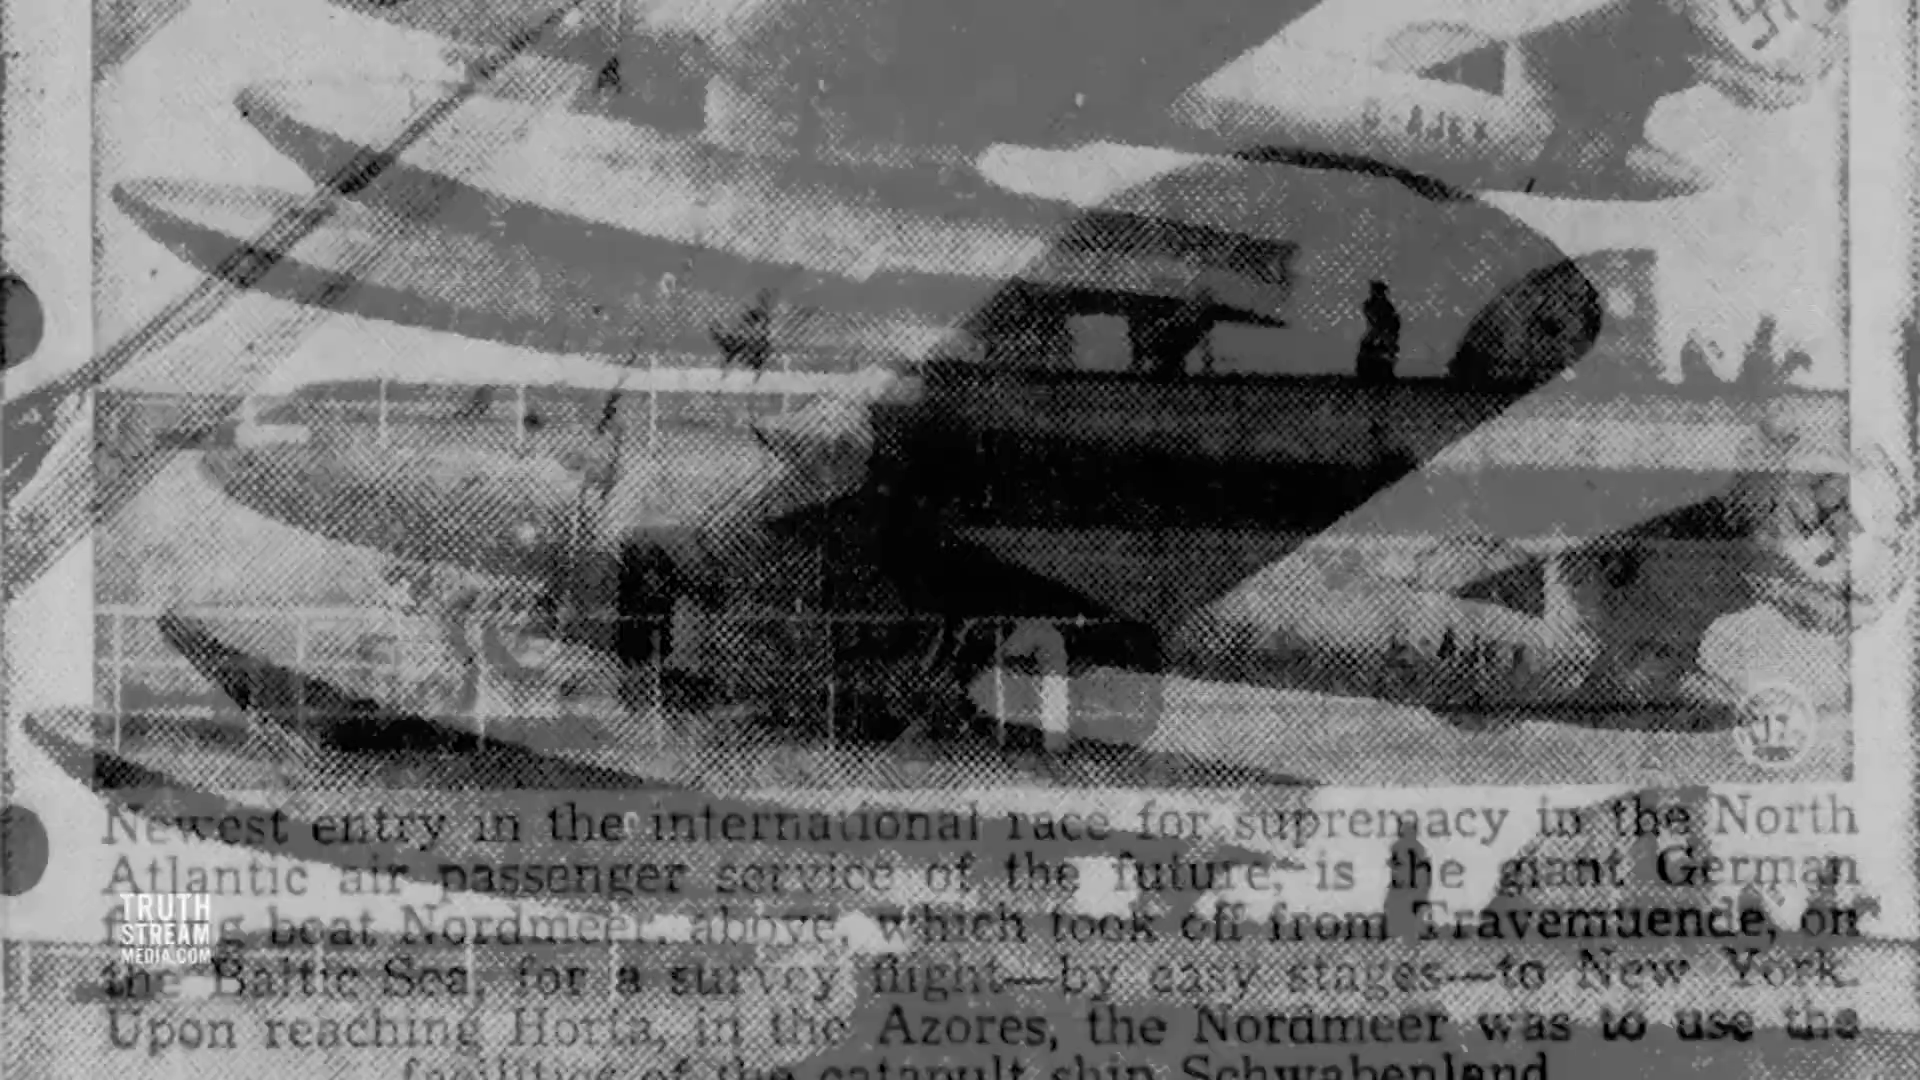 AJEX
Newest entry in the international race for supremacy in the North
Atlantic air passenger service of the future, is the giant German
boat Nordmeer, above, which took off from Travemuende, on
the Baltic Sea, for a survey flight—by easy stages—to New York.
Upon reaching Horta, in the Azores, the Nordmeer was to use the
facilities of the catapult ship Schwabenland
TRUTH
STREAM
MEDIA.COM